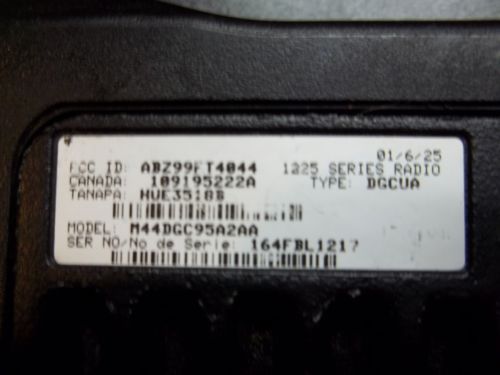 01/6/25
FCC ID: ABZ99FT4044 1225 SERIES RADIO
CANADA: 109195222A TYPE: DGCUA
TANAPA: HUE3518B
MODEL: M44DGC95A2AA
SER NO/No de Serie: 164FBL1217